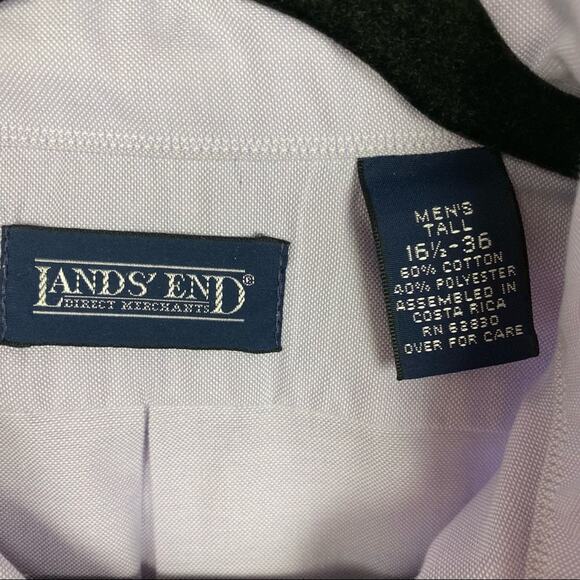 LANDS' END®
DIRECT MERCHANTS
MEN'S
TALL
16½-36
60% COTTON
40% POLYESTER
ASSEMBLED IN
COSTA RICA
RN 62830
OVER FOR CARE